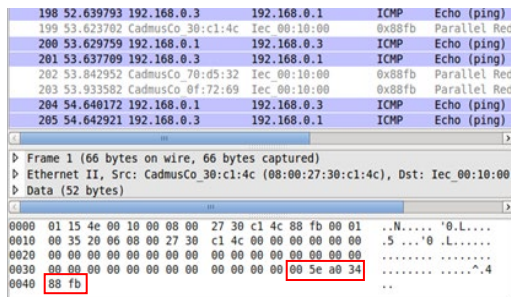 198 52.639793 192.168.0.3 192.168.0.1 ICMP Echo (ping)
199 53.623702 CadmusCo_30:c1:4c Iec_00:10:00 0x88fb Parallel Red
200 53.629759 192.168.0.1 192.168.0.3 ICMP Echo (ping)
201 53.637709 192.168.0.3 192.168.0.1 ICMP Echo (ping)
202 53.842952 CadmusCo_70:d5:32 Iec_00:10:00 0x88fb Parallel Red
203 53.933582 CadmusCo_0f:72:69 Iec_00:10:00 0x88fb Parallel Red
204 54.640172 192.168.0.1 192.168.0.3 ICMP Echo (ping)
205 54.642921 192.168.0.3 192.168.0.1 ICMP Echo (ping)
Frame 1 (66 bytes on wire, 66 bytes captured)
Ethernet II, Src: CadmusCo_30:c1:4c (08:00:27:30:c1:4c), Dst: Iec_00:10:00
Data (52 bytes)
0000 01 15 4e 00 10 00 08 00 27 30 c1 4c 88 fb 00 01 ..N..... '0.L....
0010 00 35 20 06 08 00 27 30 c1 4c 00 00 00 00 00 00 .5 ...'0 .L......
0020 00 00 00 00 00 00 00 00 00 00 00 00 00 00 00 00 ........ ........
0030 00 00 00 00 00 00 00 00 00 00 00 00 00 5e a0 34 ........ .....^.4
0040 88 fb ..